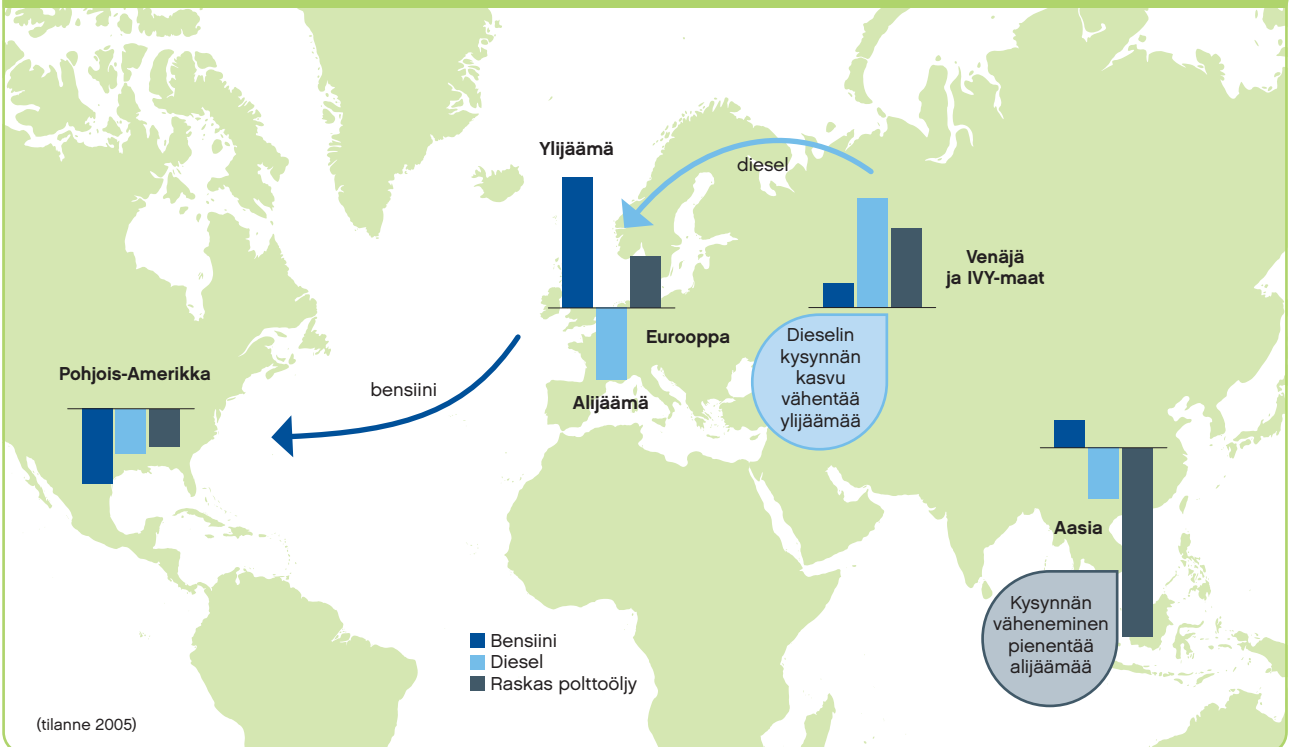 Ylijäämä
diesel
Venäjä
ja IVY-maat
Eurooppa
Dieselin
kysynnän
kasvu
vähentää
ylijäämää
Pohjois-Amerikka
bensiini
Alijäämä
Aasia
Kysynnän
väheneminen
pienentää
alijäämää
Bensiini
Diesel
Raskas polttoöljy
(tilanne 2005)